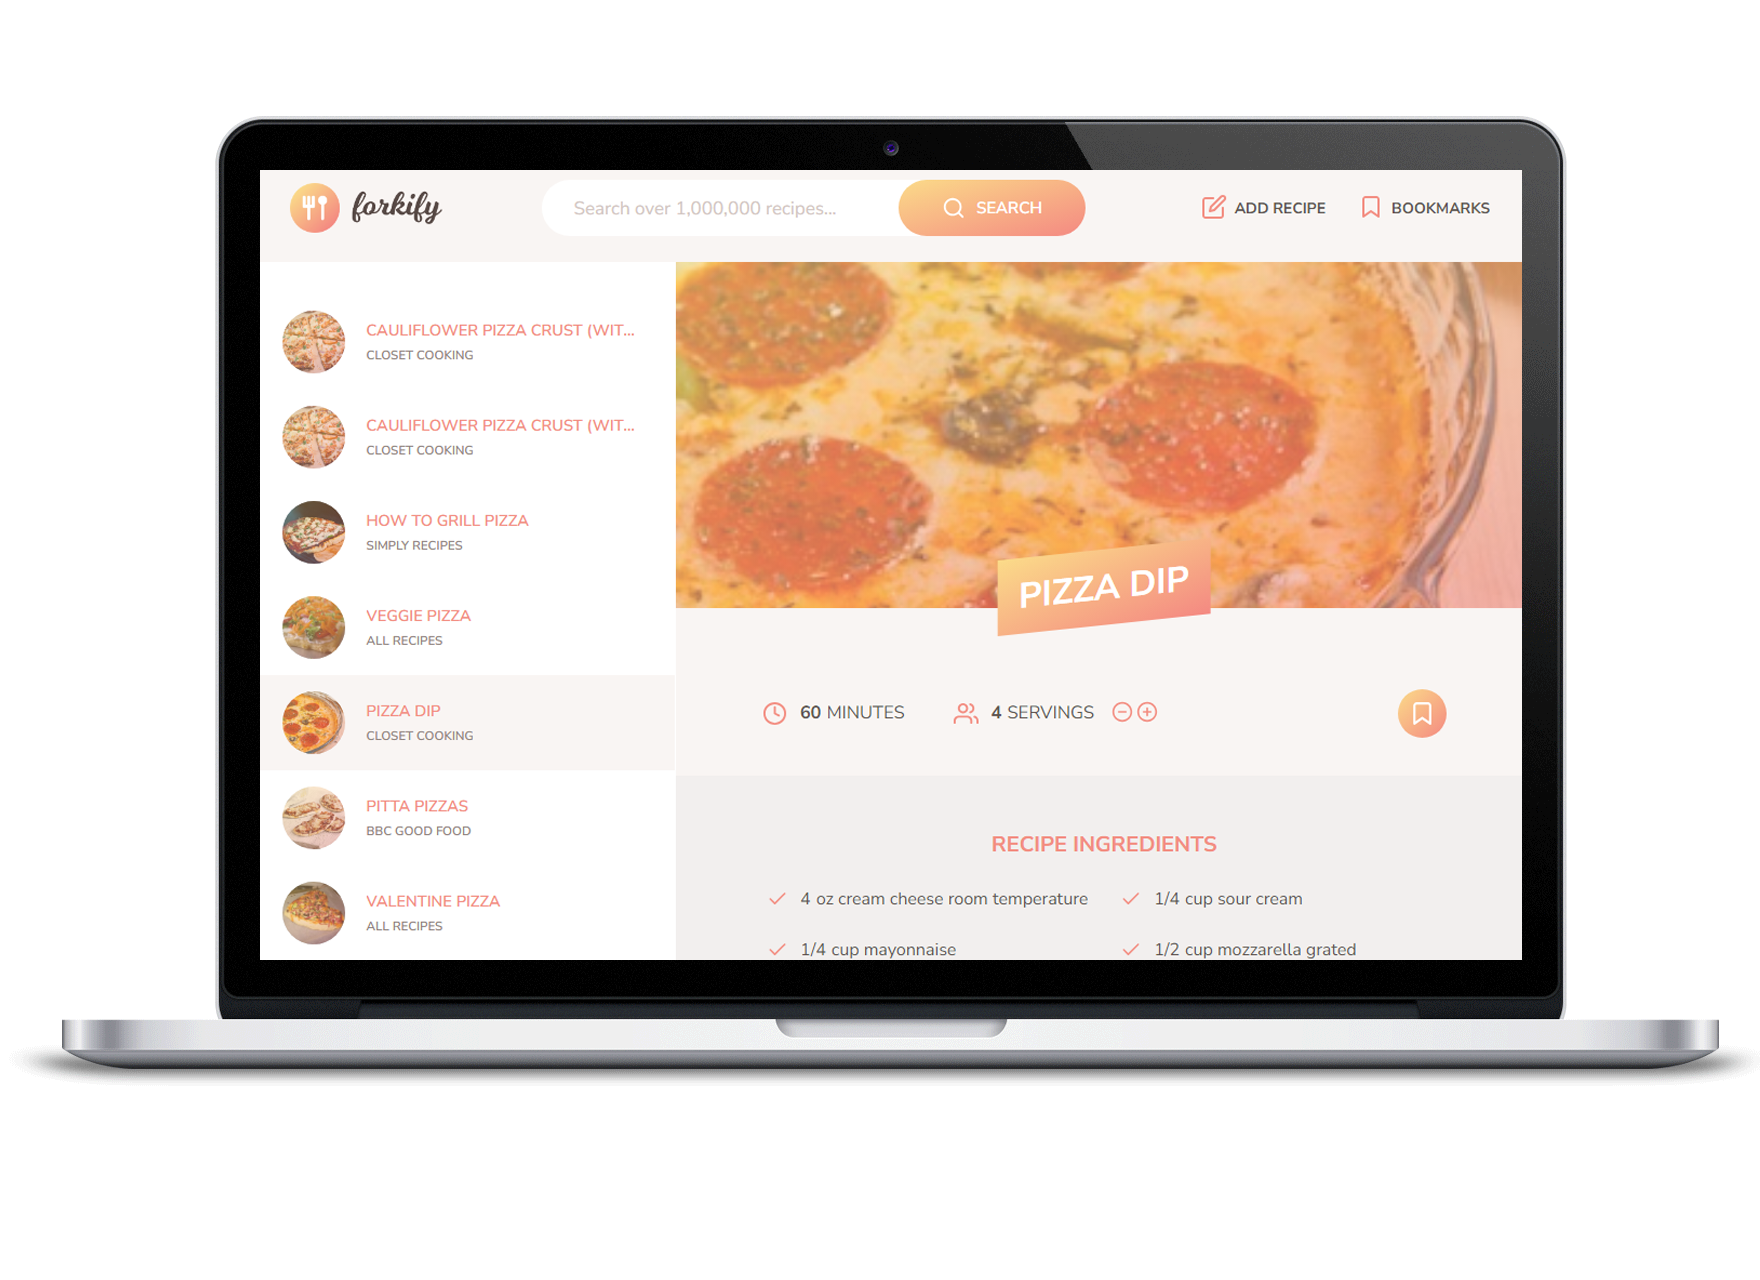 forkify
Search over 1,000,000 recipes...
SEARCH
ADD RECIPE
BOOKMARKS
CAULIFLOWER PIZZA CRUST (WIT...
CLOSET COOKING
CAULIFLOWER PIZZA CRUST (WIT...
CLOSET COOKING
HOW TO GRILL PIZZA
SIMPLY RECIPES
VEGGIE PIZZA
ALL RECIPES
PIZZA DIP
CLOSET COOKING
PITTA PIZZAS
BBC GOOD FOOD
VALENTINE PIZZA
ALL RECIPES
PIZZA DIP
60 MINUTES
4 SERVINGS
RECIPE INGREDIENTS
4 oz cream cheese room temperature
1/4 cup sour cream
1/4 cup mayonnaise
1/2 cup mozzarella grated